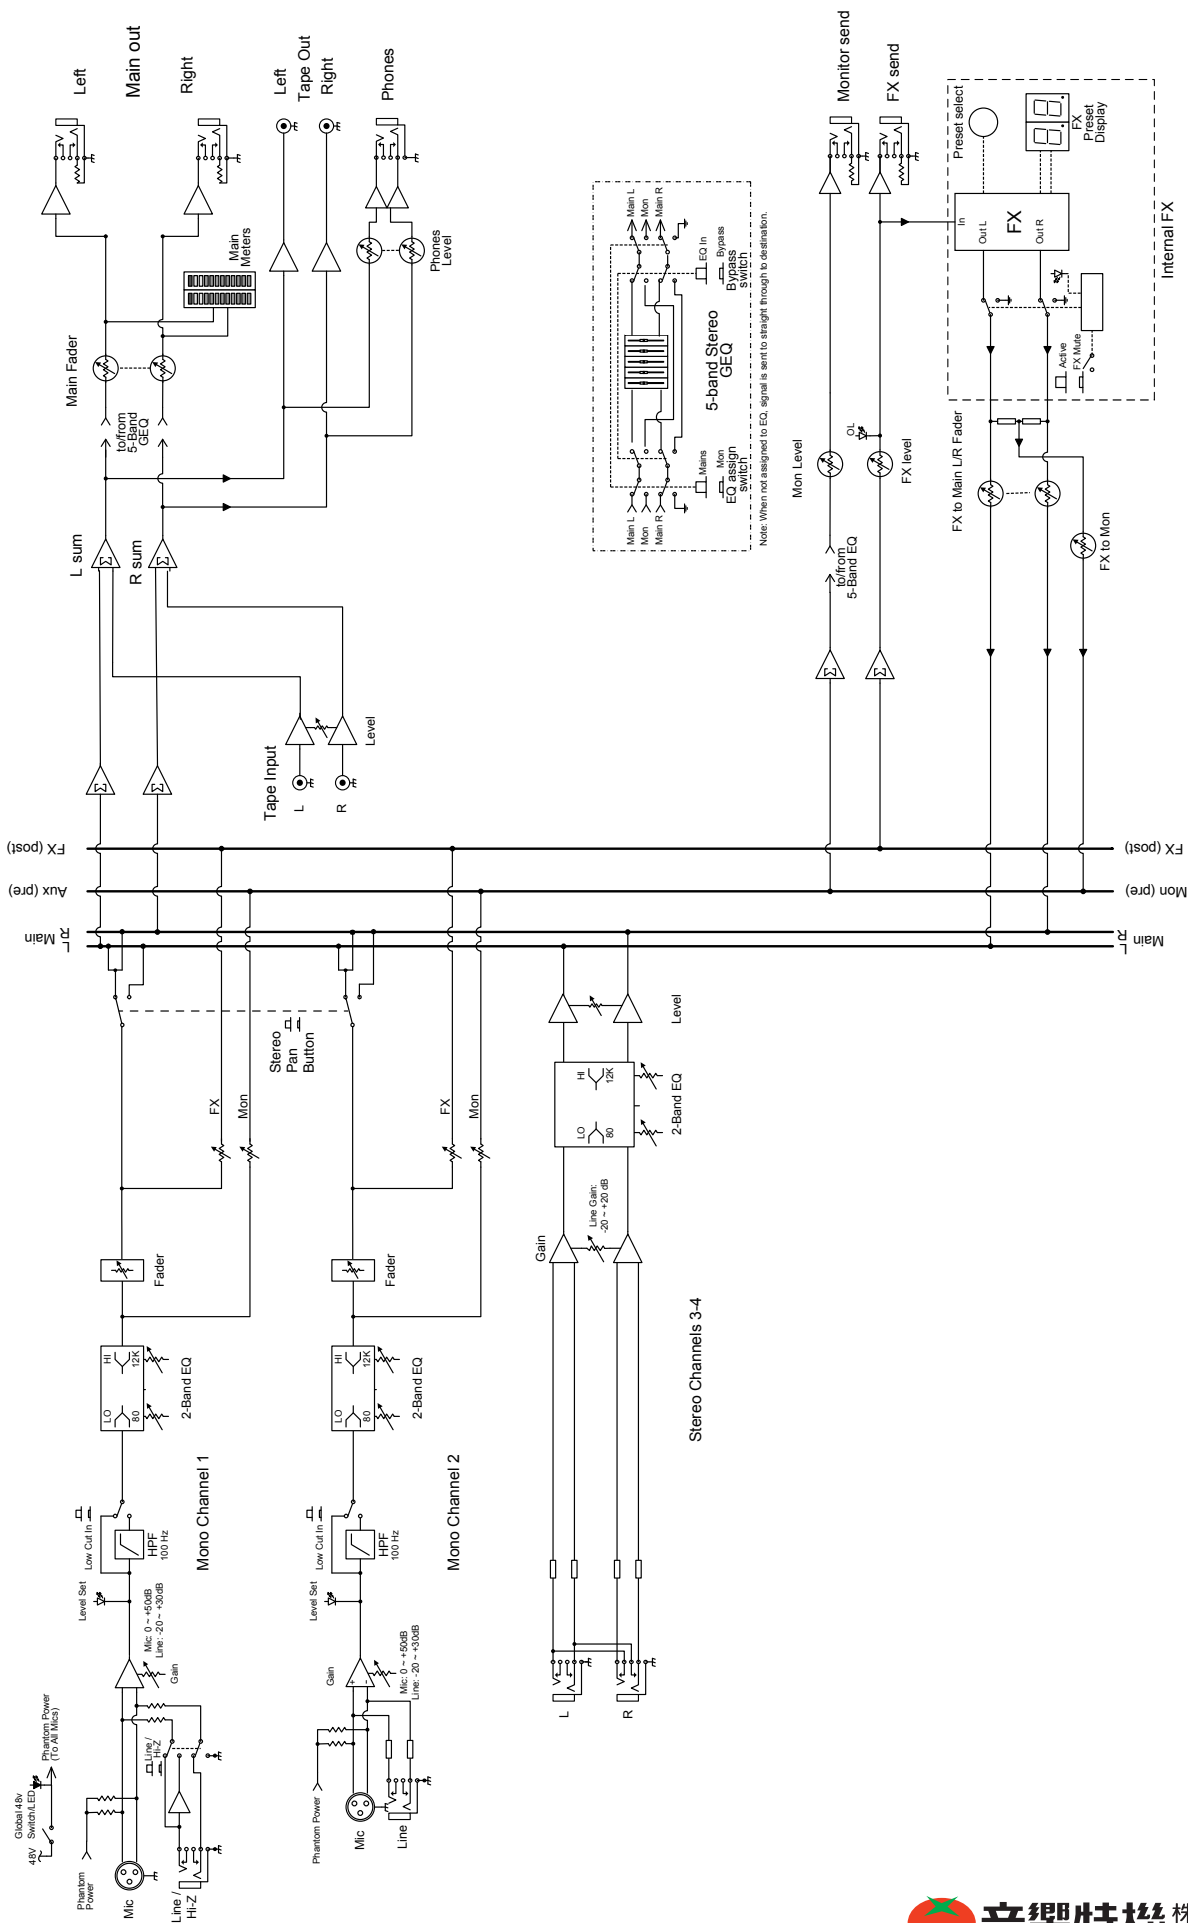 Left
Main out
Right
Left
Tape Out
Right
Phones
Main
Meters
Phones
Level
Main Fader
to/from
5-Band
GEQ
L sum
R sum
Tape Input
L
R
Level
Main L
Mon
Main R
EQ In
Bypass
Bypass
switch
5-band Stereo
GEQ
Mains
Mon
EQ assign
switch
Main L
Mon
Main R
Note: When not assigned to EQ, signal is sent to straight through to destination.
Monitor send
FX send
OL
Mon Level
FX level
to/from
5-Band EQ
Preset select
FX
Preset
Display
In
Out L
FX
Out R
Internal FX
Active
FX Mute
FX to Main L/R Fader
FX to Mon
FX (post)
Aux (pre)
R
Main
L
FX (post)
Mon (pre)
R
Main
L
Stereo
Pan
Button
FX
Mon
FX
Mon
Level
HI
12K
LO
80
2-Band EQ
Line Gain:
-20 ~ +20 dB
Gain
Stereo Channels 3-4
L
R
Fader
HI
12K
LO
80
2-Band EQ
Low Cut In
HPF
100 Hz
Mono Channel 1
Level Set
Mic: 0 ~ +50dB
Line: -20 ~ +30dB
Gain
Global 48v
Switch/LED
48V
Phantom Power
(To All Mics)
Phantom
Power
Line /
Hi-Z
Mic
Line /
Hi-Z
Fader
HI
12K
LO
80
2-Band EQ
Low Cut In
HPF
100 Hz
Mono Channel 2
Level Set
Gain
+
-
Mic: 0 ~ +50dB
Line: -20 ~ +30dB
Phantom Power
Mic
Line
音響特機 株